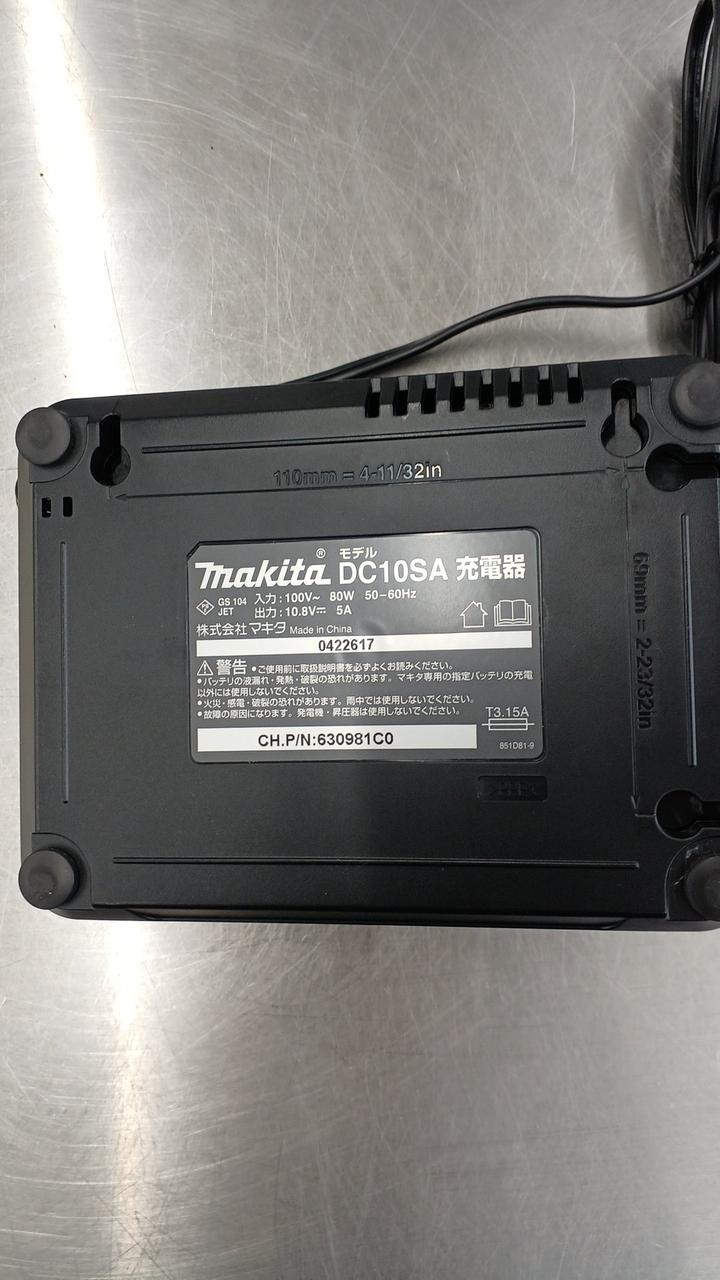 110mm = 4-11/32in
69mm = 2-23/32in
モデル
makita® DC10SA 充電器
PS GS 104 入力:100V~ 80W 50-60Hz
JET 出力:10.8V⎓ 5A
株式会社マキタ Made in China
0422617
⚠警告 •ご使用前に取扱説明書を必ずよくお読みください。
•バッテリの液漏れ・発熱・破裂の恐れがあります。マキタ専用の指定バッテリの充電
以外には使用しないでください。
•火災・感電・破裂の恐れがあります。雨中では使用しないでください。
•故障の原因になります。発電機・昇圧器は使用しないでください。
T3.15A
CH.P/N:630981C0
851D81-9